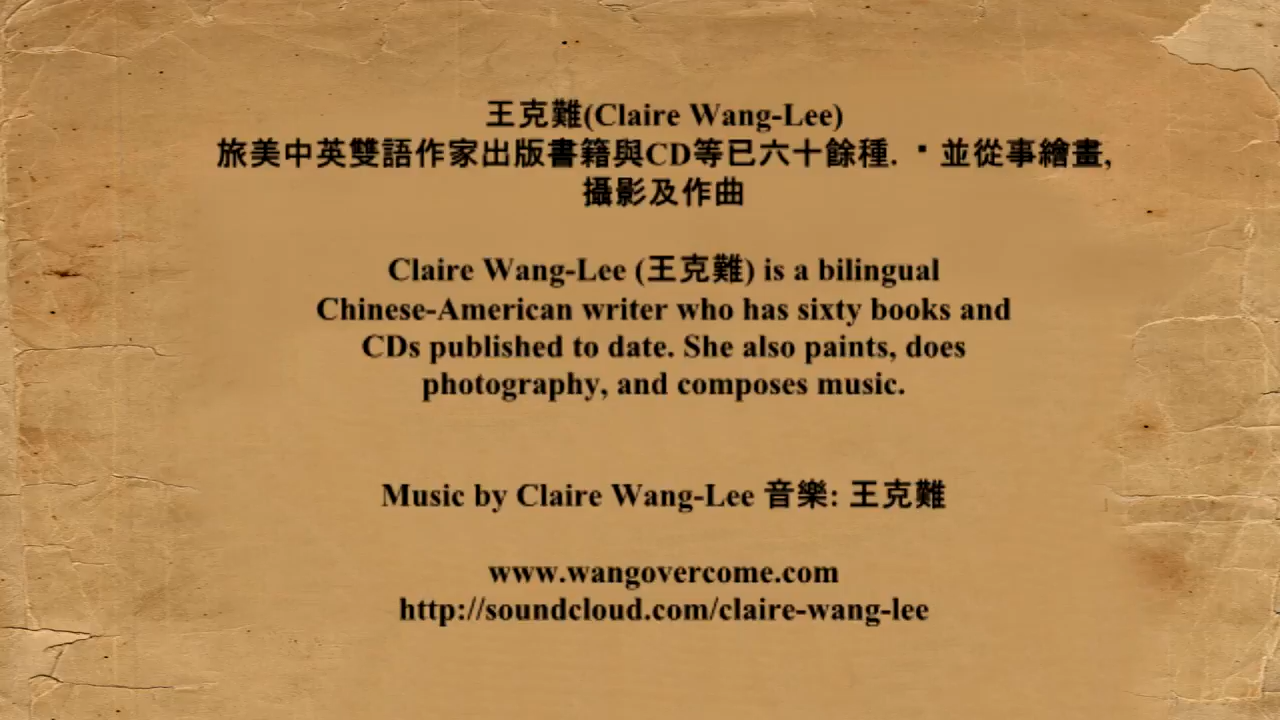 王克難(Claire Wang-Lee)
旅美中英雙語作家出版書籍與CD等已六十餘種. ▪ 並從事繪畫,
攝影及作曲
Claire Wang-Lee (王克難) is a bilingual
Chinese-American writer who has sixty books and
CDs published to date. She also paints, does
photography, and composes music.
Music by Claire Wang-Lee 音樂: 王克難
www.wangovercome.com
http://soundcloud.com/claire-wang-lee